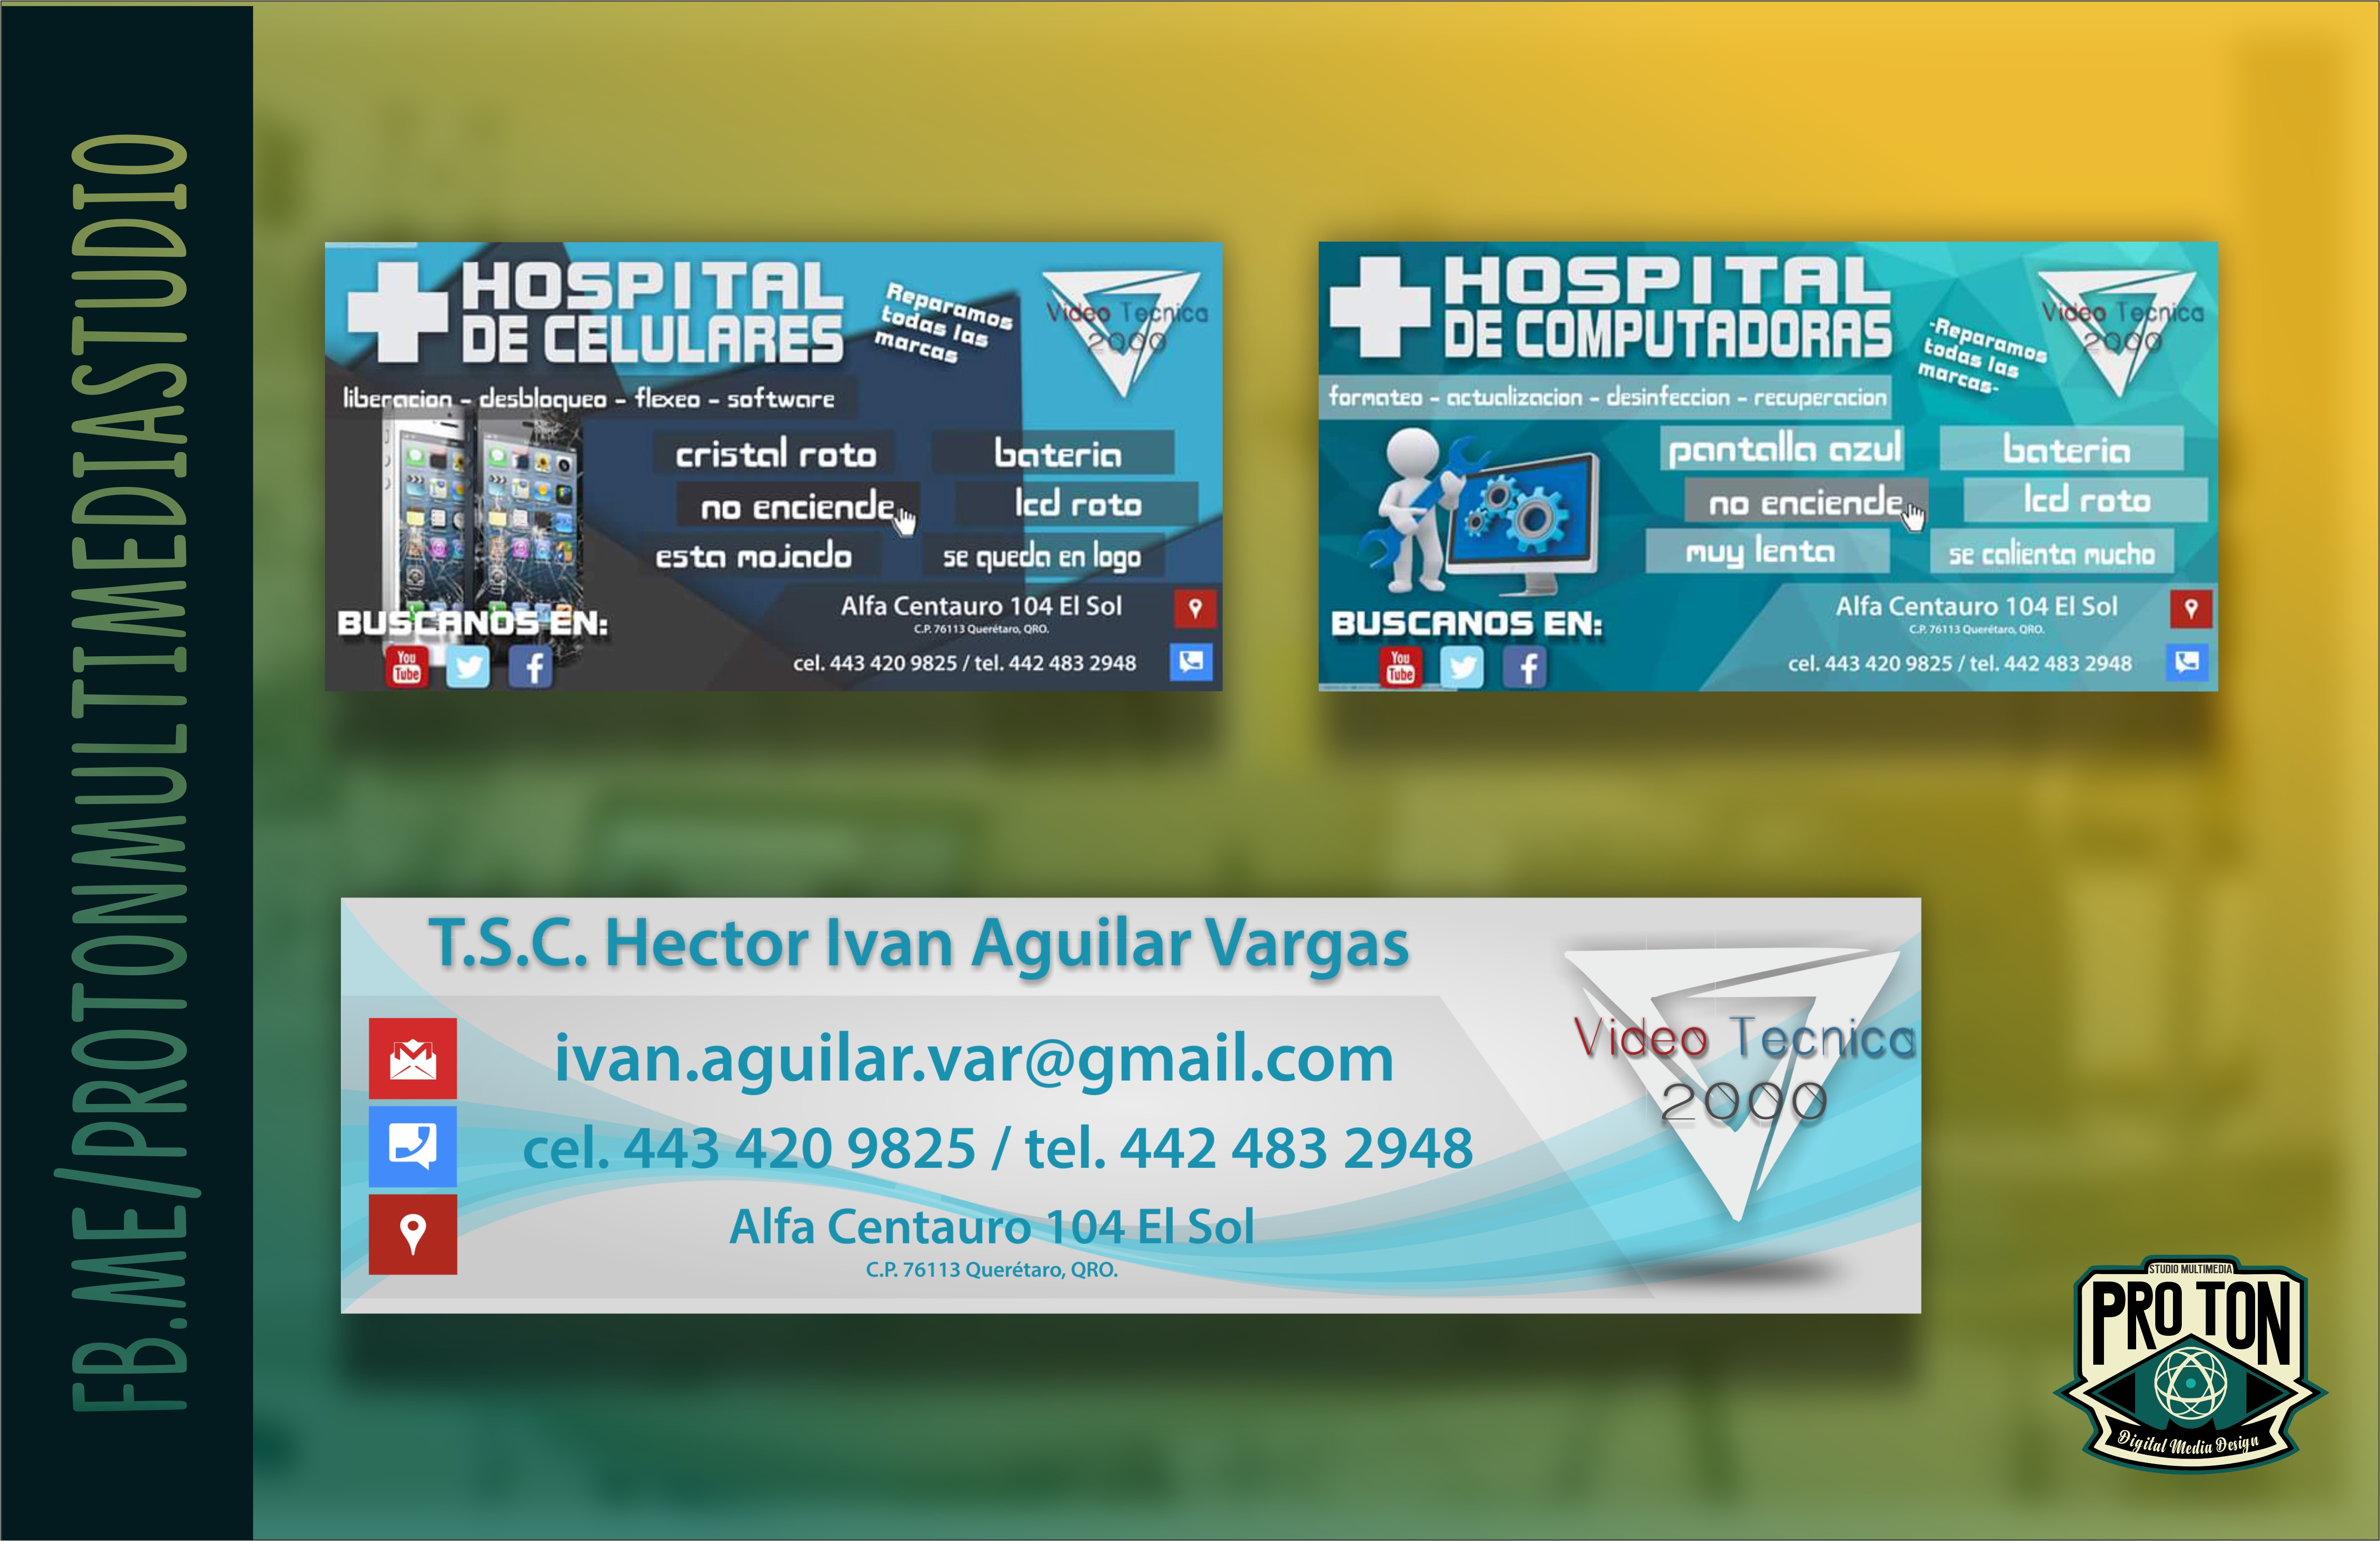 FB.ME/PROTONMULTIMEDIASTUDIO
HOSPITAL
DE CELULARES
Reparamos
todas las
marcas
Video Tecnica
2000
liberacion - desbloqueo - flexeo - software
cristal roto
bateria
no enciende
lcd roto
esta mojado
se queda en logo
BUSCANOS EN:
You
Tube
Alfa Centauro 104 El Sol
C.P. 76113 Querétaro, QRO.
cel. 443 420 9825 / tel. 442 483 2948
HOSPITAL
DE COMPUTADORAS
-Reparamos
todas las
marcas-
Video Tecnica
2000
formateo - actualizacion - desinfeccion - recuperacion
pantalla azul
bateria
no enciende
lcd roto
muy lenta
se calienta mucho
BUSCANOS EN:
You
Tube
Alfa Centauro 104 El Sol
C.P. 76113 Querétaro, QRO.
cel. 443 420 9825 / tel. 442 483 2948
T.S.C. Hector Ivan Aguilar Vargas
ivan.aguilar.var@gmail.com
cel. 443 420 9825 / tel. 442 483 2948
Alfa Centauro 104 El Sol
C.P. 76113 Querétaro, QRO.
Video Tecnica
2000
STUDIO MULTIMEDIA
PROTON
Digital Media Design